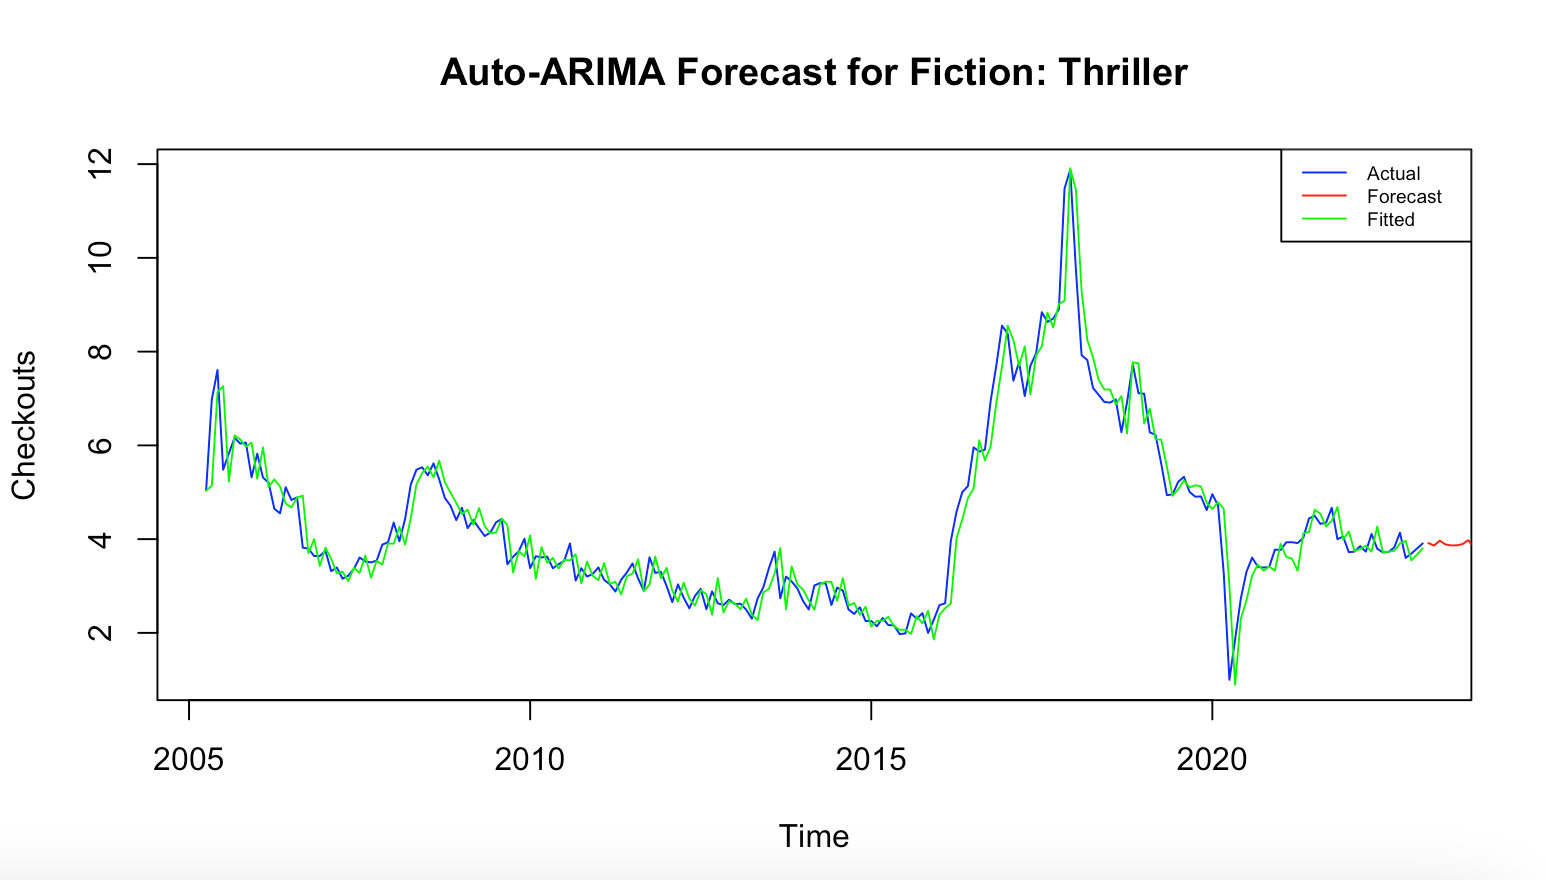 Auto-ARIMA Forecast for Fiction: Thriller
Actual
Forecast
Fitted
Checkouts
12
10
8
6
4
2
2005 2010 2015 2020
Time